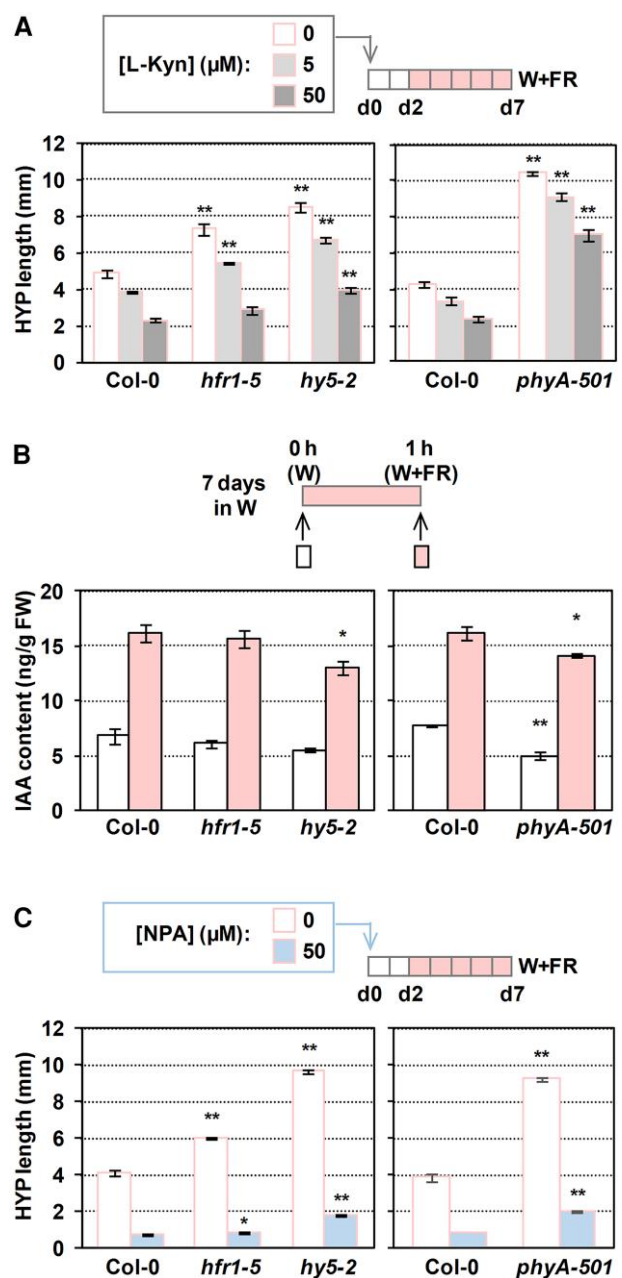 A
[L-Kyn] (μM):
0
5
50
W+FR
d0 d2 d7
HYP length (mm)
12
10
8
6
4
2
0
** ** ** ** ** ** ** **
Col-0 hfr1-5 hy5-2 Col-0 phyA-501
B
7 days
in W
0 h
(W)
1 h
(W+FR)
IAA content (ng/g FW)
20
15
10
5
0
* ** *
Col-0 hfr1-5 hy5-2 Col-0 phyA-501
C
[NPA] (μM):
0
50
W+FR
d0 d2 d7
HYP length (mm)
12
10
8
6
4
2
0
** * ** ** ** **
Col-0 hfr1-5 hy5-2 Col-0 phyA-501